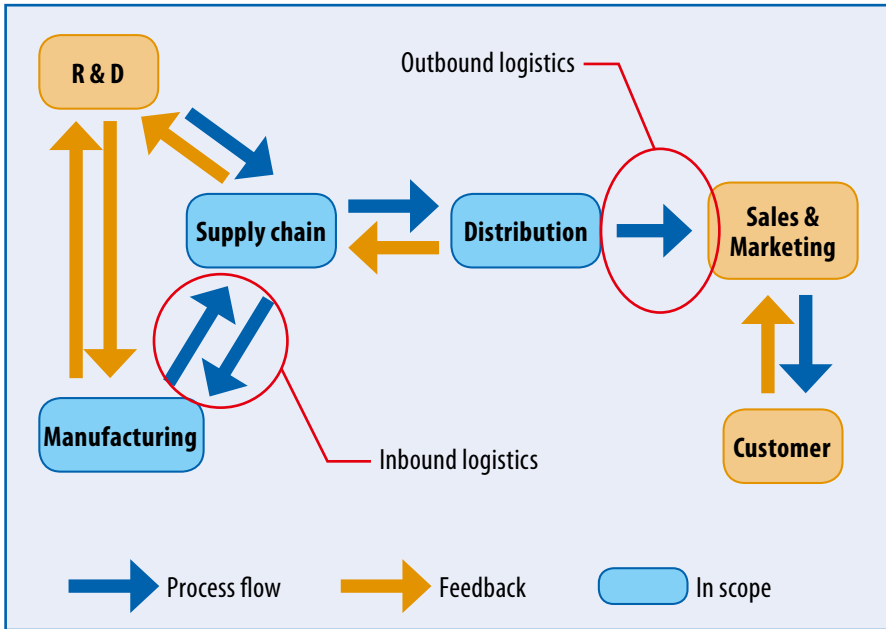 Outbound logistics
R & D
Supply chain
Distribution
Sales &
Marketing
Manufacturing
Inbound logistics
Customer
Process flow
Feedback
In scope